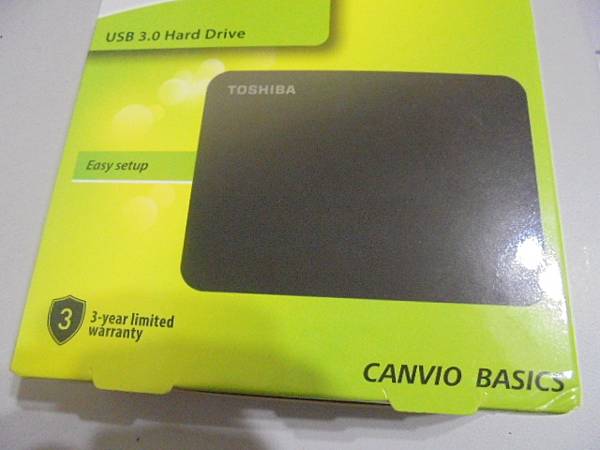 USB 3.0 Hard Drive
TOSHIBA
Easy setup
3
3-year limited
warranty
CANVIO BASICS